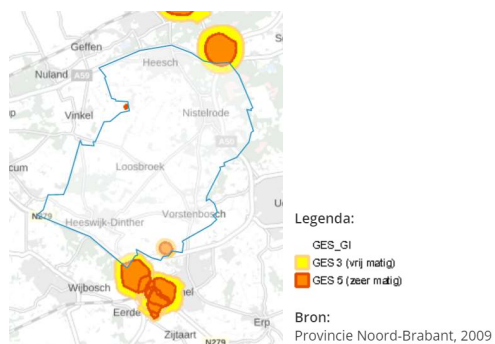 Geffen
Heesch
Nuland A59
Vinkel
Nistelrode
A50
Loosbroek
cum
N279
Vorstenbosch
Heeswijk-Dinther
Wijbosch
Eerde
Erp
Zijtaart
N279
Legenda:
GES_GI
GES 3 (vrij matig)
GES 5 (zeer matig)
Bron:
Provincie Noord-Brabant, 2009